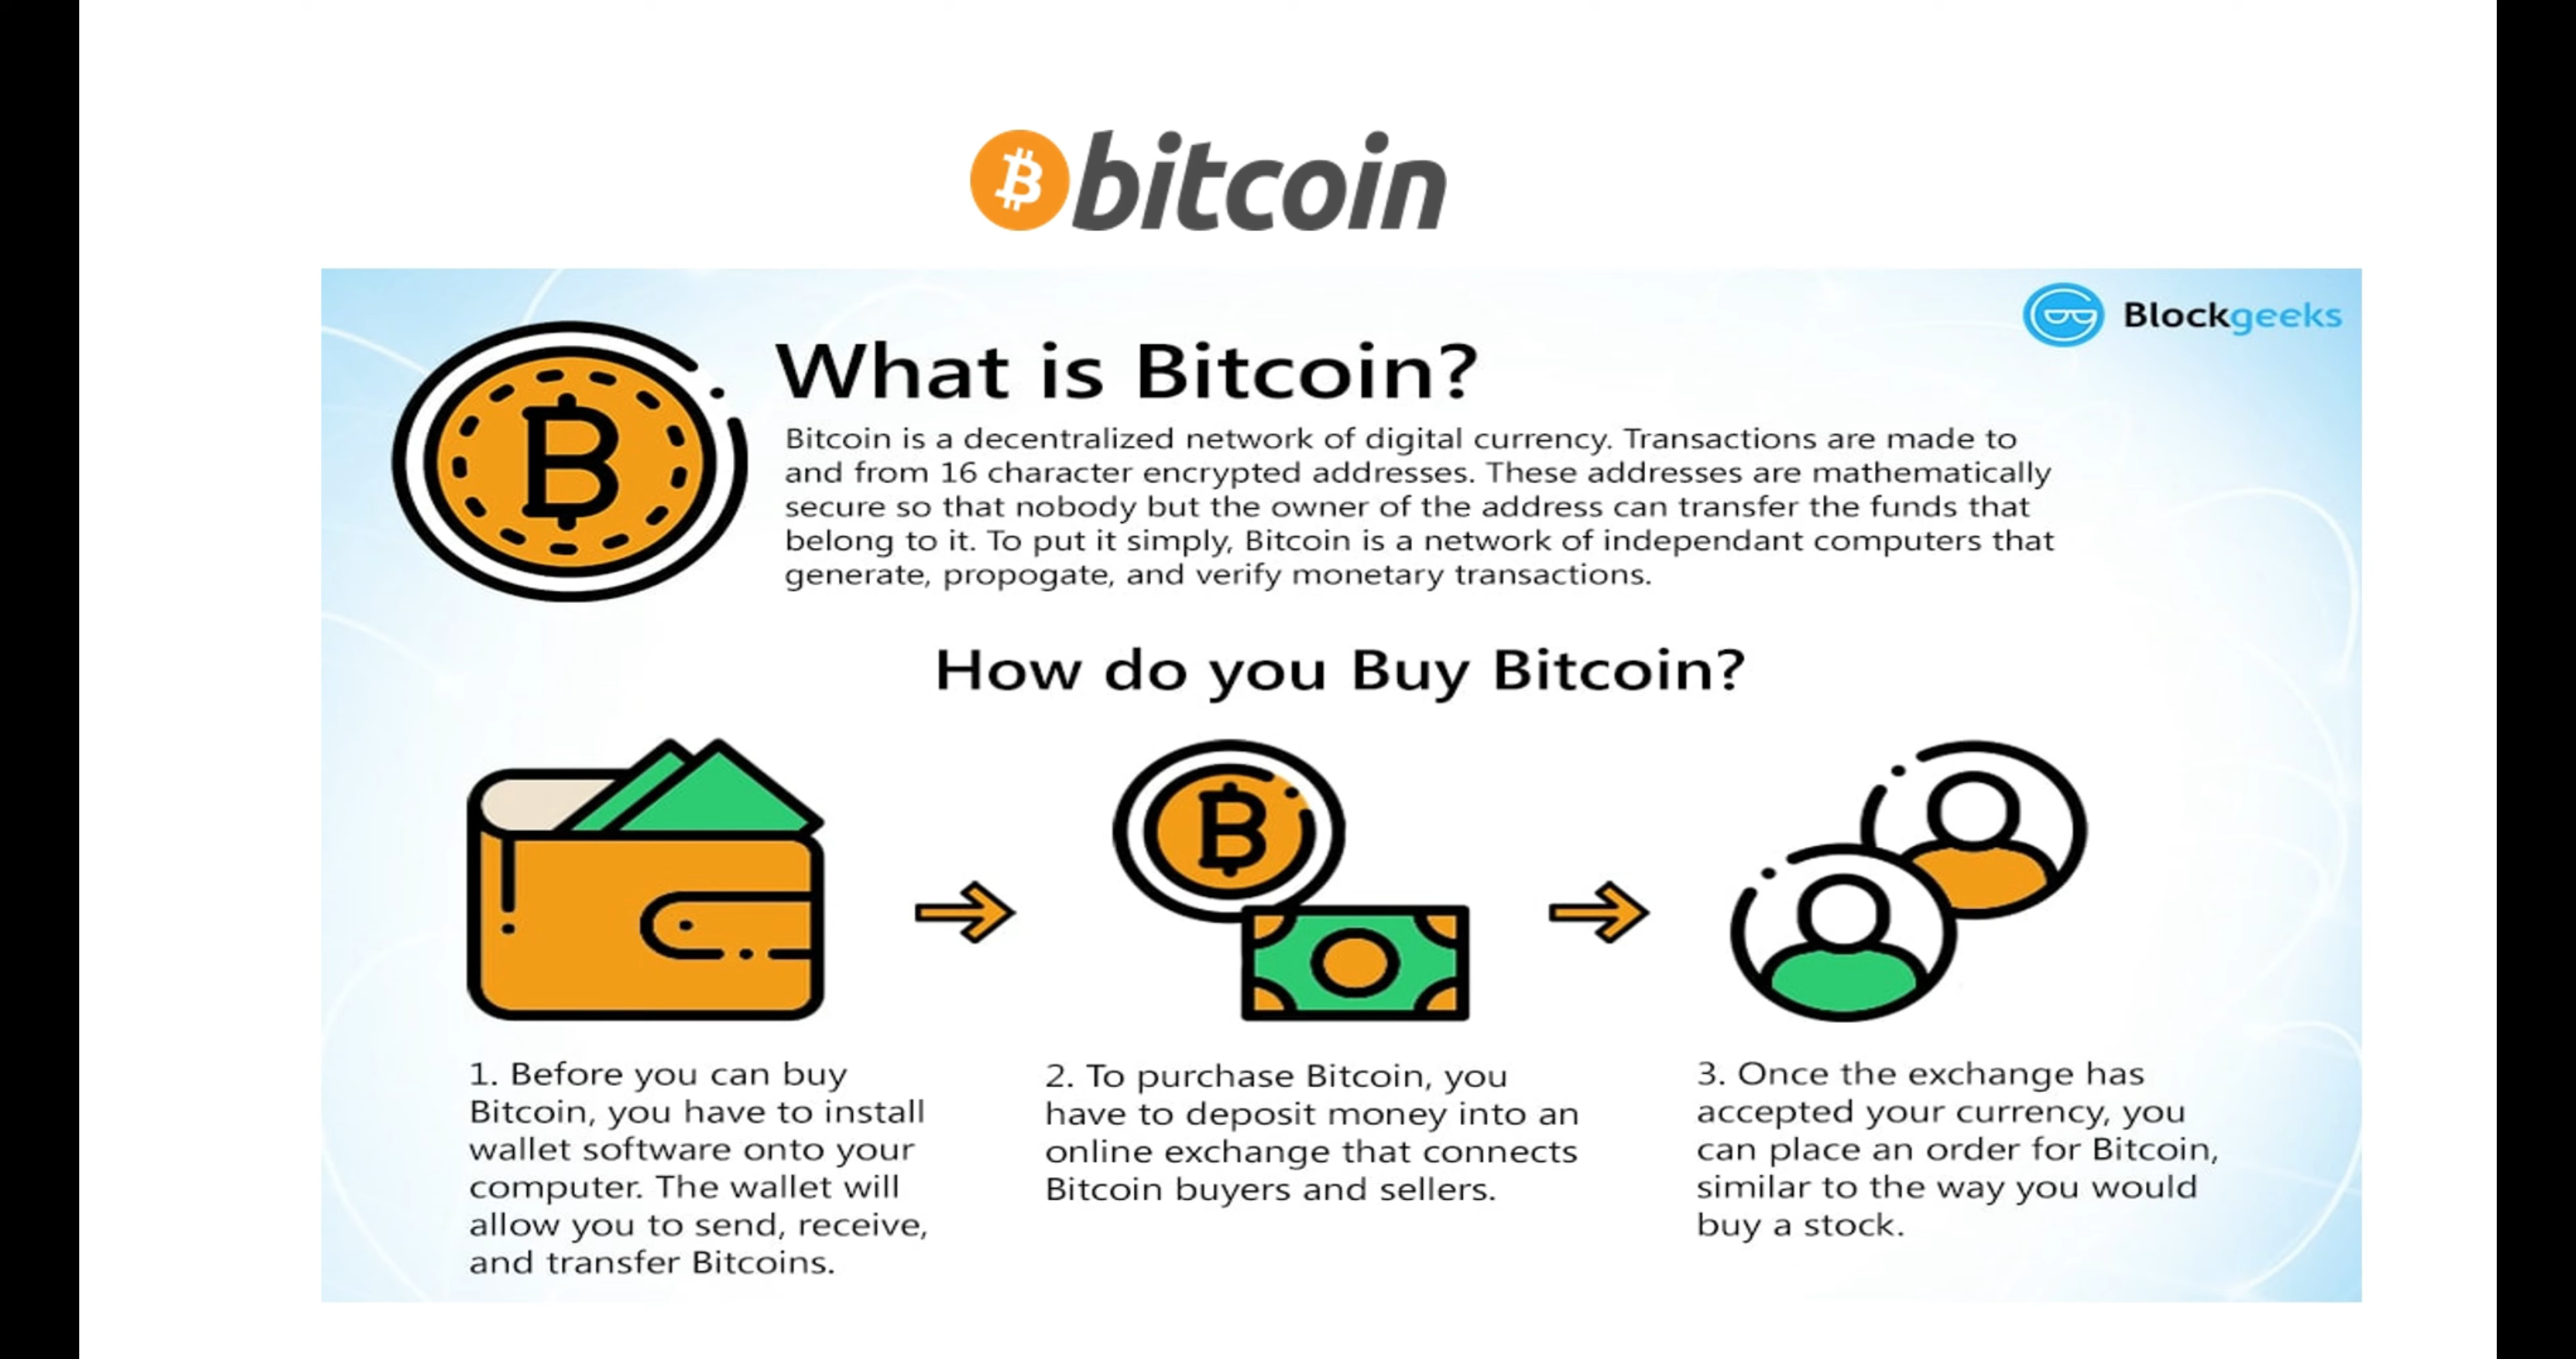 bitcoin
Blockgeeks
What is Bitcoin?
Bitcoin is a decentralized network of digital currency. Transactions are made to
and from 16 character encrypted addresses. These addresses are mathematically
secure so that nobody but the owner of the address can transfer the funds that
belong to it. To put it simply, Bitcoin is a network of independant computers that
generate, propogate, and verify monetary transactions.
How do you Buy Bitcoin?
1. Before you can buy
Bitcoin, you have to install
wallet software onto your
computer. The wallet will
allow you to send, receive,
and transfer Bitcoins.
2. To purchase Bitcoin, you
have to deposit money into an
online exchange that connects
Bitcoin buyers and sellers.
3. Once the exchange has
accepted your currency, you
can place an order for Bitcoin,
similar to the way you would
buy a stock.